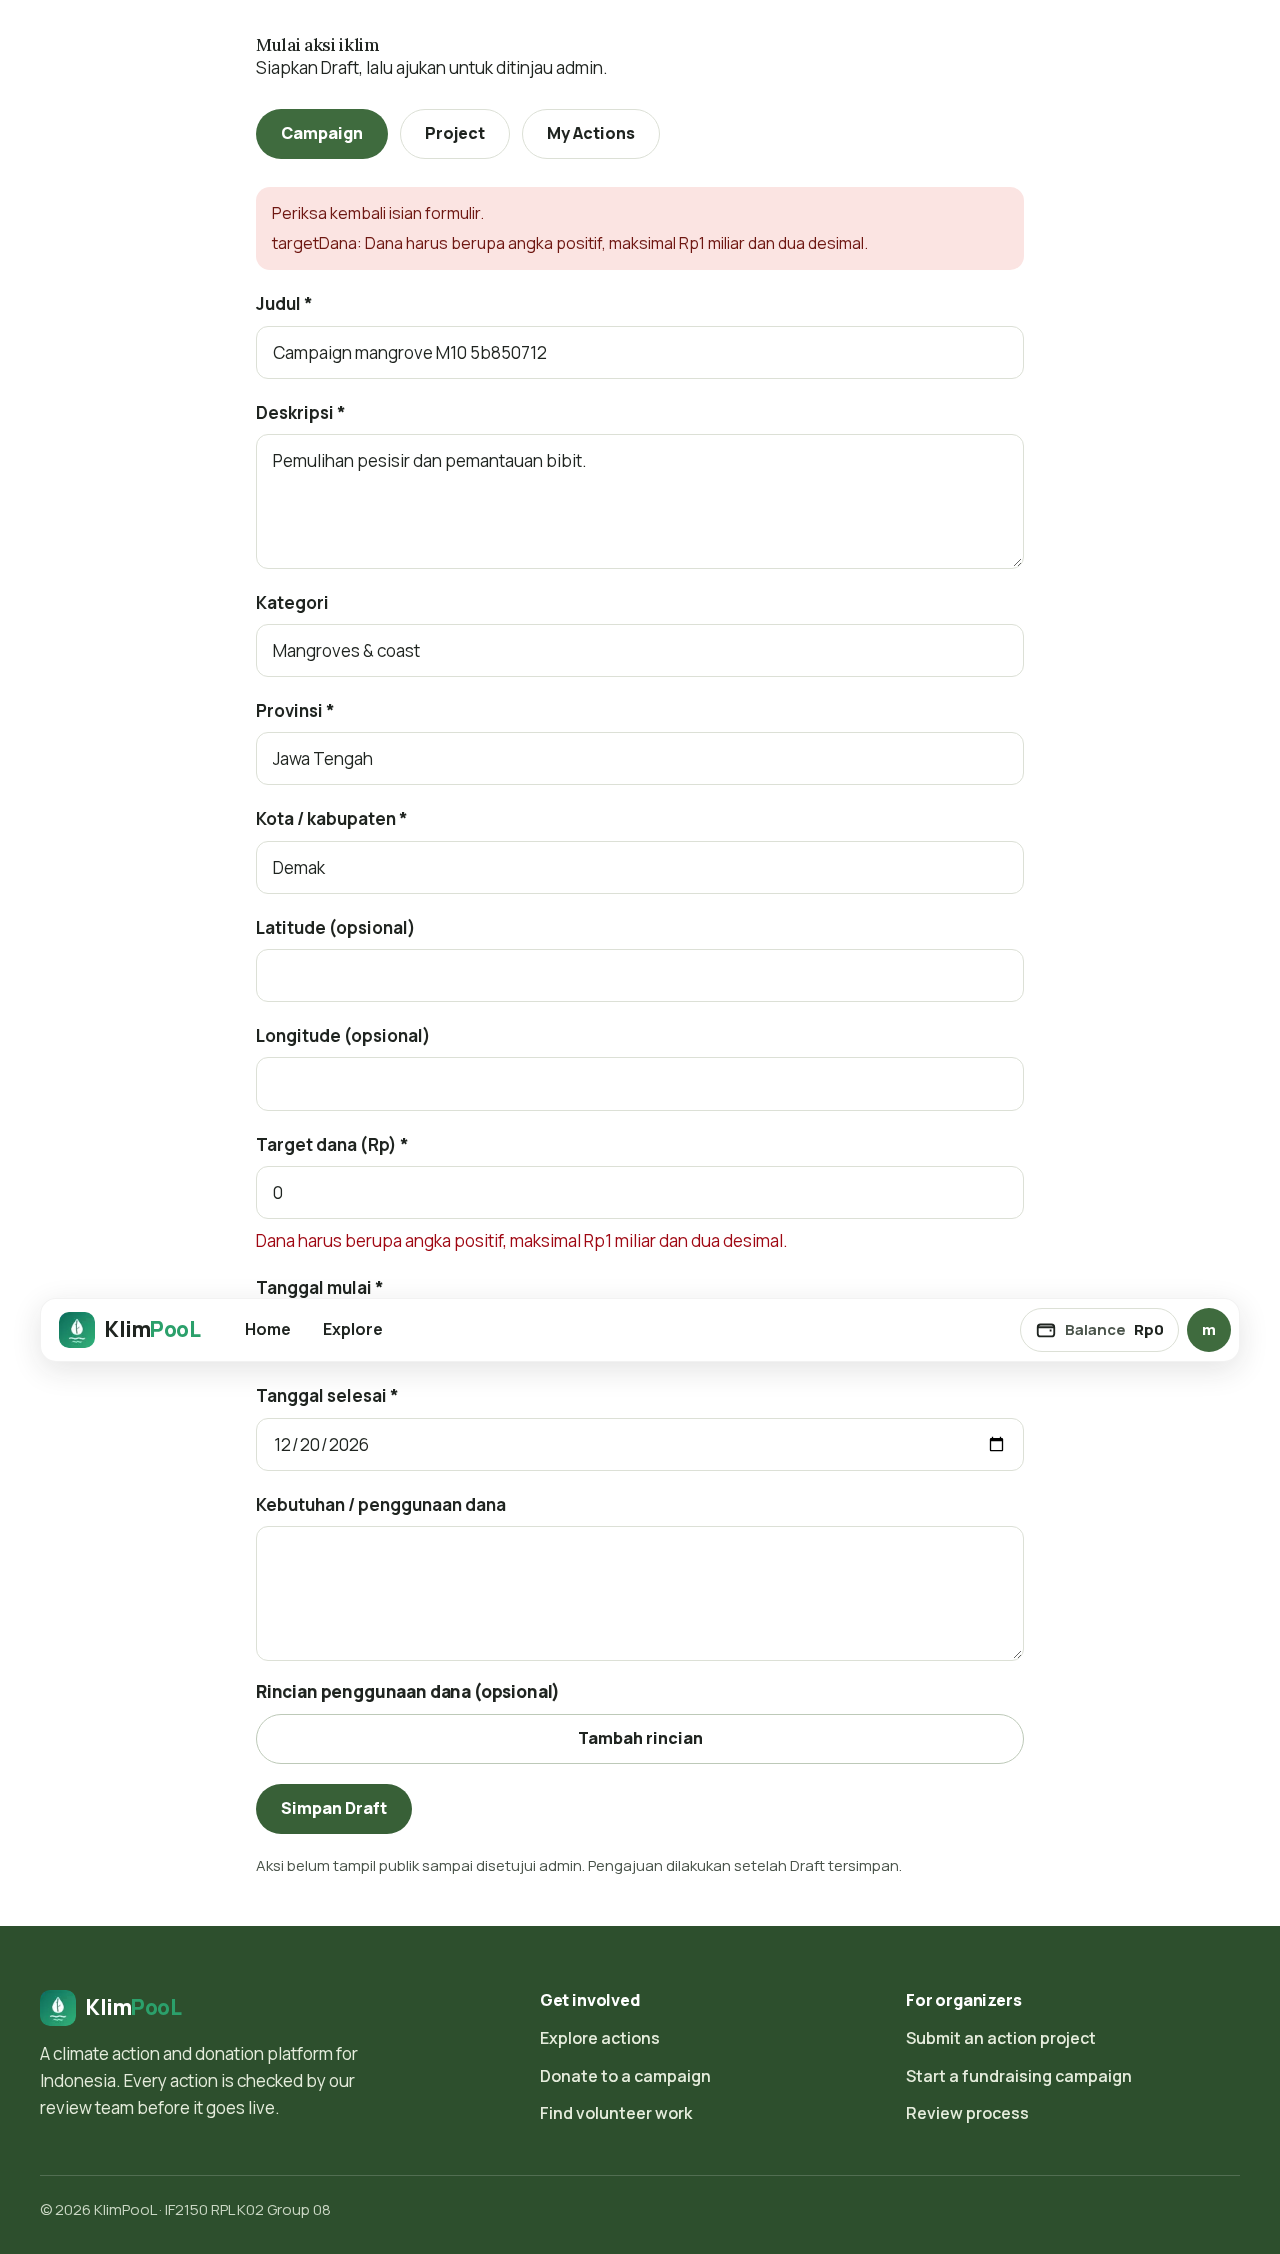 Mulai aksi iklim
Siapkan Draft, lalu ajukan untuk ditinjau admin.
Campaign
Project
My Actions
Periksa kembali isian formulir.
targetDana: Dana harus berupa angka positif, maksimal Rp1 miliar dan dua desimal.
Judul *
Campaign mangrove M10 5b850712
Deskripsi *
Pemulihan pesisir dan pemantauan bibit.
Kategori
Mangroves & coast
Provinsi *
Jawa Tengah
Kota / kabupaten *
Demak
Latitude (opsional)
Longitude (opsional)
Target dana (Rp) *
0
Dana harus berupa angka positif, maksimal Rp1 miliar dan dua desimal.
Tanggal mulai *
KlimPooL
Home
Explore
Balance Rp0
m
Tanggal selesai *
12/20/2026
Kebutuhan / penggunaan dana
Rincian penggunaan dana (opsional)
Tambah rincian
Simpan Draft
Aksi belum tampil publik sampai disetujui admin. Pengajuan dilakukan setelah Draft tersimpan.
KlimPooL
A climate action and donation platform for
Indonesia. Every action is checked by our
review team before it goes live.
Get involved
Explore actions
Donate to a campaign
Find volunteer work
For organizers
Submit an action project
Start a fundraising campaign
Review process
© 2026 KlimPooL · IF2150 RPL K02 Group 08